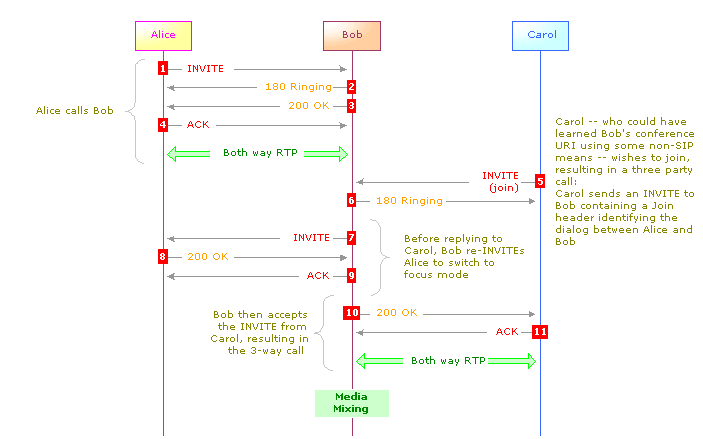 Alice
Bob
Carol
1 INVITE
180 Ringing 2
200 OK 3
Alice calls Bob
4 ACK
Both way RTP
Carol -- who could have
learned Bob's conference
URI using some non-SIP
means -- wishes to join,
resulting in a three party
call:
Carol sends an INVITE to
Bob containing a Join
header identifying the
dialog between Alice and
Bob
INVITE 5
(join)
6 180 Ringing
INVITE 7
8 200 OK
ACK 9
Before replying to
Carol, Bob re-INVITEs
Alice to switch to
focus mode
Bob then accepts
the INVITE from
Carol, resulting in
the 3-way call
10 200 OK
ACK 11
Both way RTP
Media
Mixing